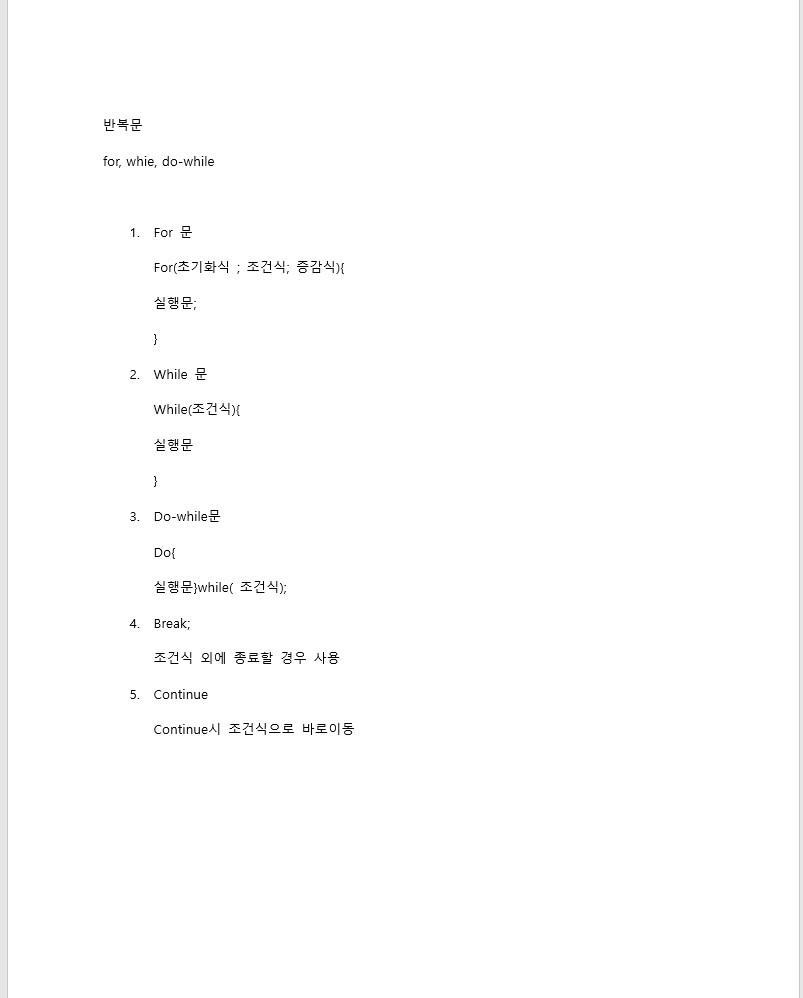 반복문
for, whie, do-while
1. For 문
For(초기화식 ; 조건식; 증감식){
실행문;
}
2. While 문
While(조건식){
실행문
}
3. Do-while문
Do{
실행문}while( 조건식);
4. Break;
조건식 외에 종료할 경우 사용
5. Continue
Continue시 조건식으로 바로이동